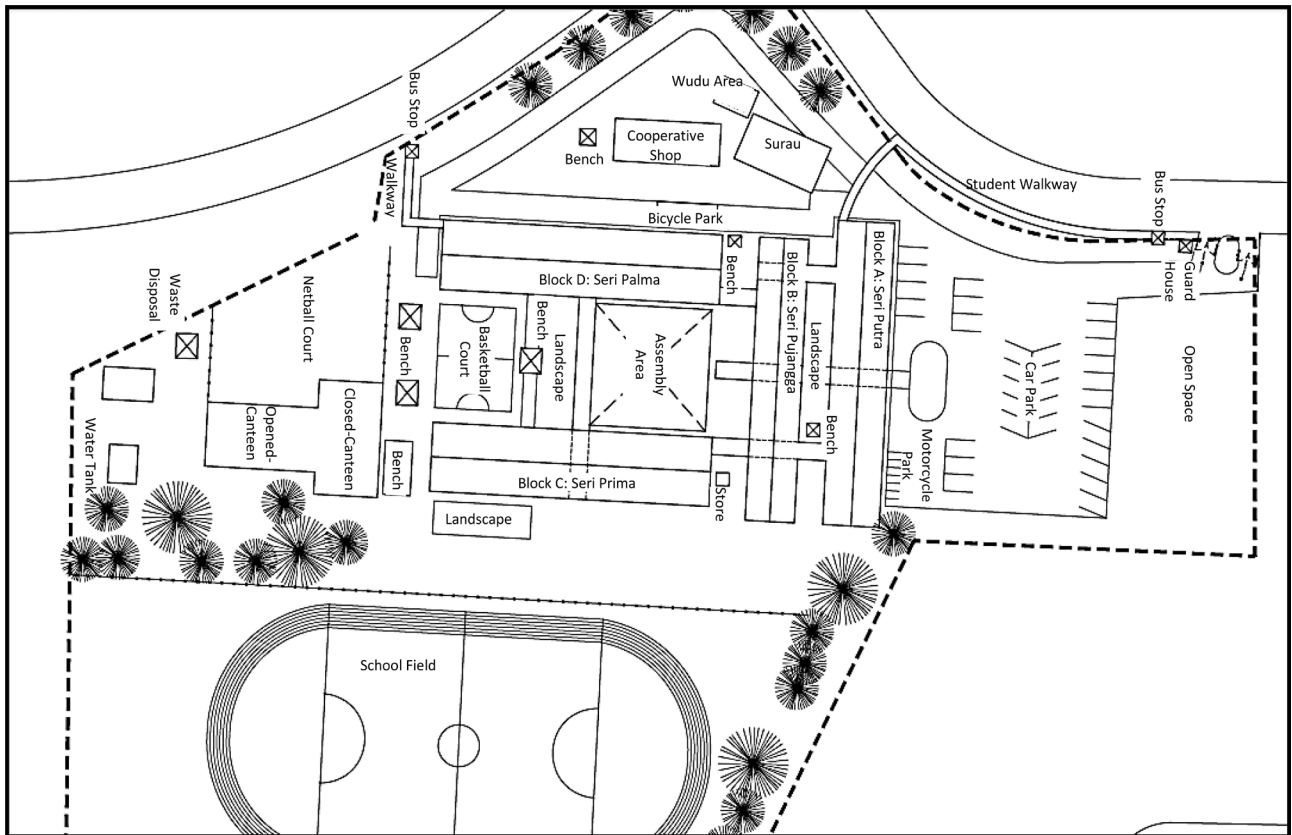 Wudu Area
Bus Stop
Cooperative
Shop
Surau
Bench
Walkway
Student Walkway
Bus Stop
Bicycle Park
Guard
House
Block D: Seri Palma
Bench
Block B: Seri Pujangga
Block A: Seri Putra
Waste
Disposal
Netball Court
Bench
Basketball
Court
Bench
Landscape
Assembly
Area
Landscape
Car Park
Open Space
Opened-
Canteen
Closed-Canteen
Bench
Motorcycle
Park
Water Tank
Bench
Block C: Seri Prima
Store
Landscape
School Field